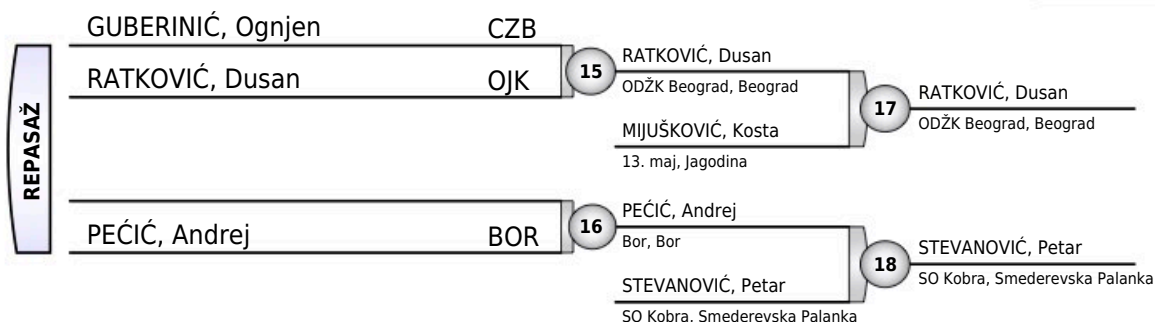 REPASAŽ
GUBERINIĆ, Ognjen CZB
RATKOVIĆ, Dusan OJK
15
RATKOVIĆ, Dusan
ODŽK Beograd, Beograd
MIJUŠKOVIĆ, Kosta
13. maj, Jagodina
17
RATKOVIĆ, Dusan
ODŽK Beograd, Beograd
PEĆIĆ, Andrej BOR
16
PEĆIĆ, Andrej
Bor, Bor
STEVANOVIĆ, Petar
SO Kobra, Smederevska Palanka
18
STEVANOVIĆ, Petar
SO Kobra, Smederevska Palanka